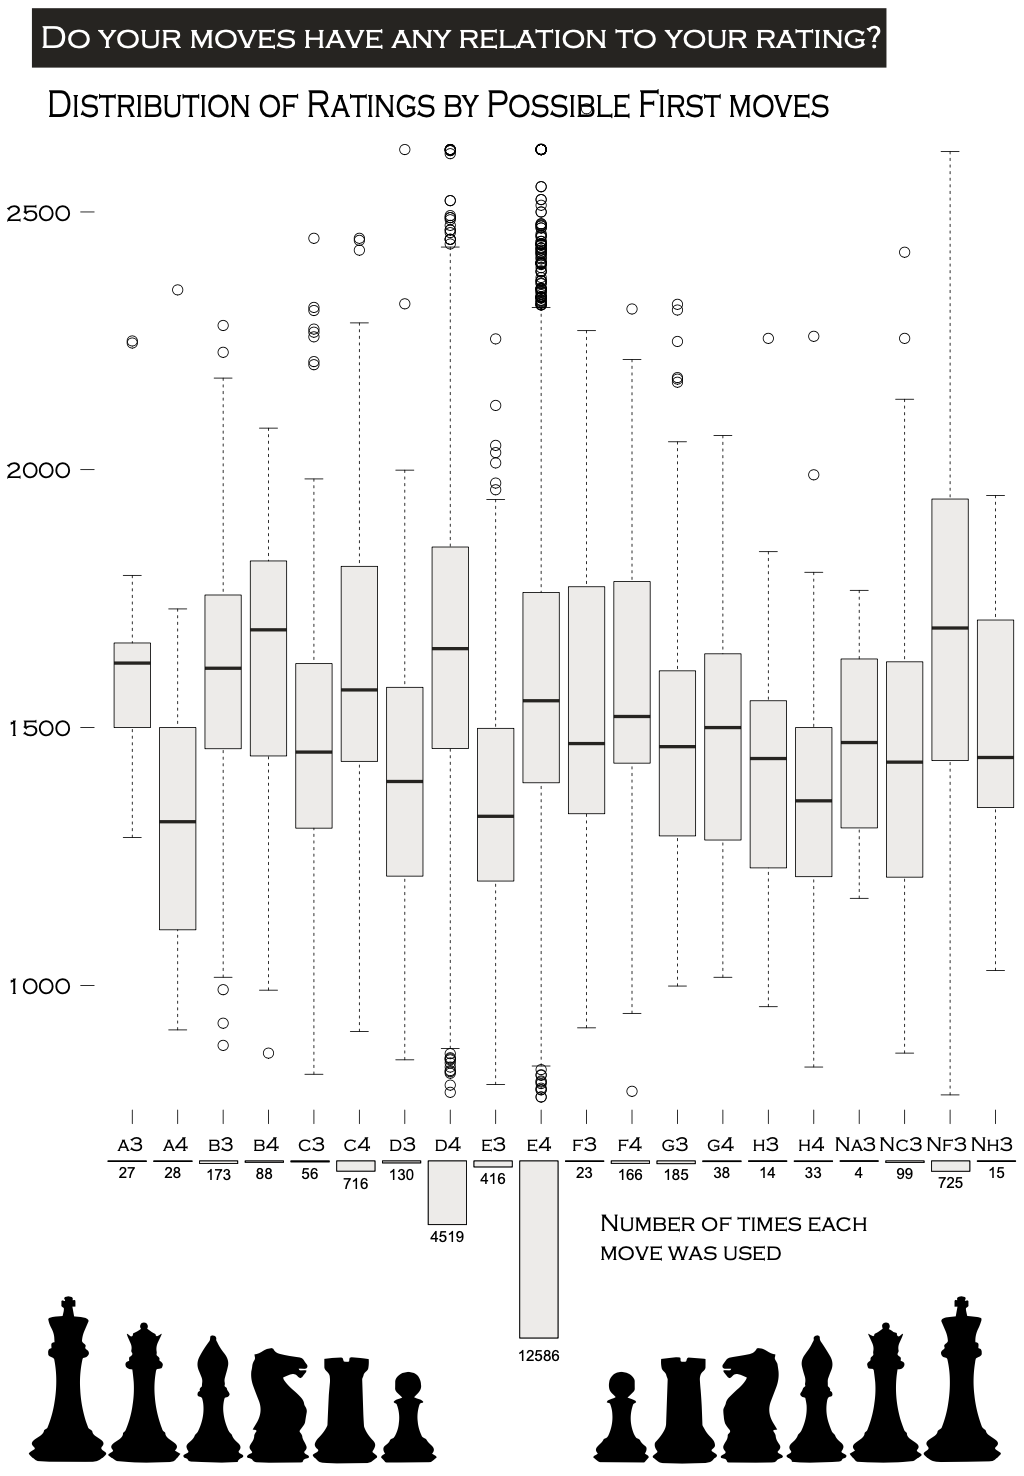 Do your moves have any relation to your rating?
Distribution of Ratings by Possible First moves
2500
2000
1500
1000
A3 A4 B3 B4 C3 C4 D3 D4 E3 E4 F3 F4 G3 G4 H3 H4 NA3 NC3 NF3 NH3
27 28 173 88 56 716 130 4519 416 12586 23 166 185 38 14 33 4 99 725 15
Number of times each
move was used